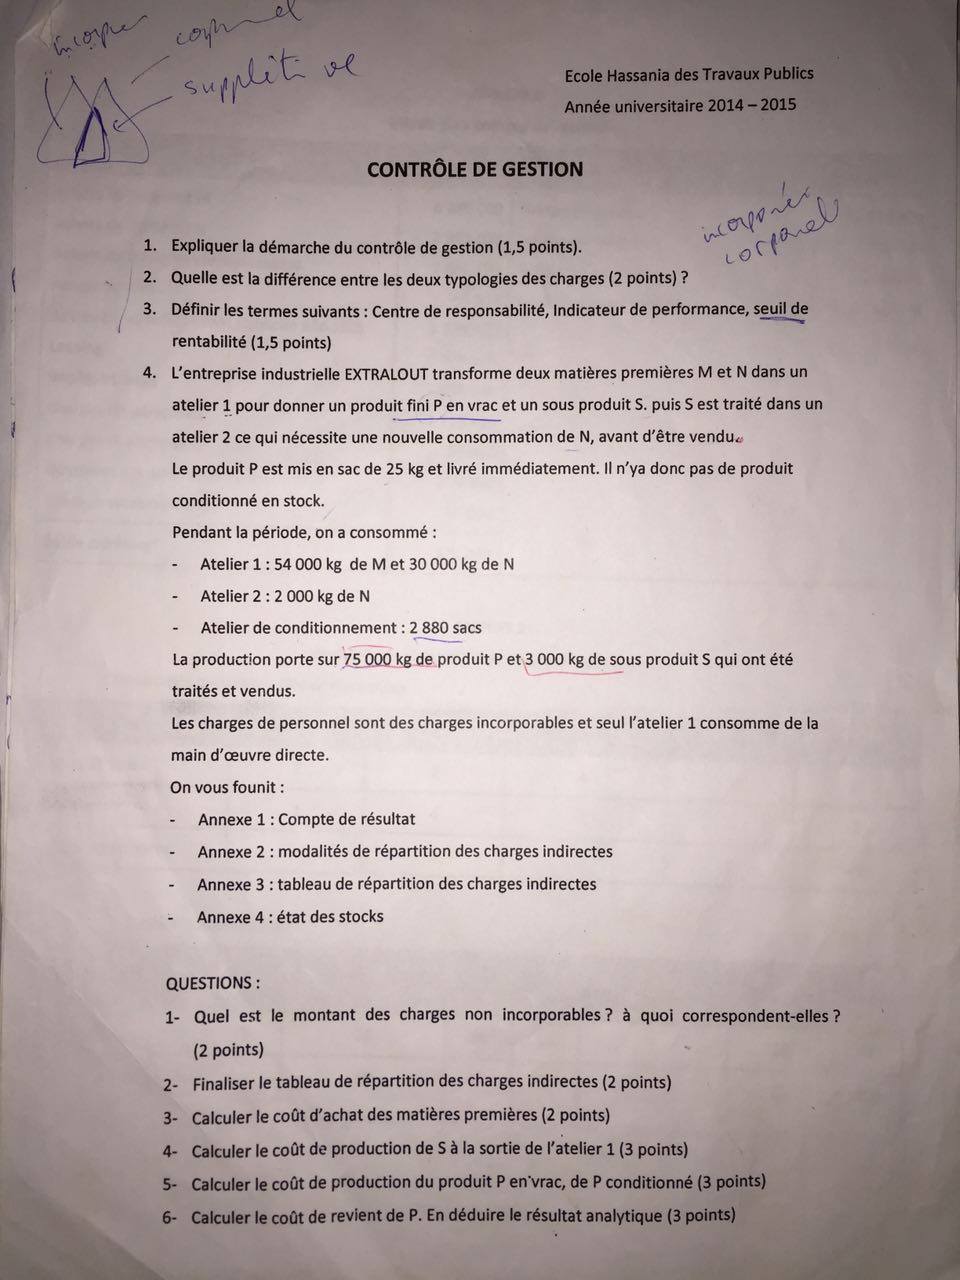 incorpo
supplétive
Ecole Hassania des Travaux Publics
Année universitaire 2014 – 2015
CONTRÔLE DE GESTION
1. Expliquer la démarche du contrôle de gestion (1,5 points).
2. Quelle est la différence entre les deux typologies des charges (2 points) ?
3. Définir les termes suivants : Centre de responsabilité, Indicateur de performance, seuil de
rentabilité (1,5 points)
4. L'entreprise industrielle EXTRALOUT transforme deux matières premières M et N dans un
atelier 1 pour donner un produit fini P en vrac et un sous produit S. puis S est traité dans un
atelier 2 ce qui nécessite une nouvelle consommation de N, avant d'être vendu.
Le produit P est mis en sac de 25 kg et livré immédiatement. Il n'ya donc pas de produit
conditionné en stock.
Pendant la période, on a consommé :
- Atelier 1 : 54 000 kg de M et 30 000 kg de N
- Atelier 2 : 2 000 kg de N
- Atelier de conditionnement : 2 880 sacs
La production porte sur 75 000 kg de produit P et 3 000 kg de sous produit S qui ont été
traités et vendus.
Les charges de personnel sont des charges incorporables et seul l'atelier 1 consomme de la
main d'œuvre directe.
On vous founit :
- Annexe 1 : Compte de résultat
- Annexe 2 : modalités de répartition des charges indirectes
- Annexe 3 : tableau de répartition des charges indirectes
- Annexe 4 : état des stocks
QUESTIONS :
1- Quel est le montant des charges non incorporables ? à quoi correspondent-elles ?
(2 points)
2- Finaliser le tableau de répartition des charges indirectes (2 points)
3- Calculer le coût d'achat des matières premières (2 points)
4- Calculer le coût de production de S à la sortie de l'atelier 1 (3 points)
5- Calculer le coût de production du produit P en vrac, de P conditionné (3 points)
6- Calculer le coût de revient de P. En déduire le résultat analytique (3 points)